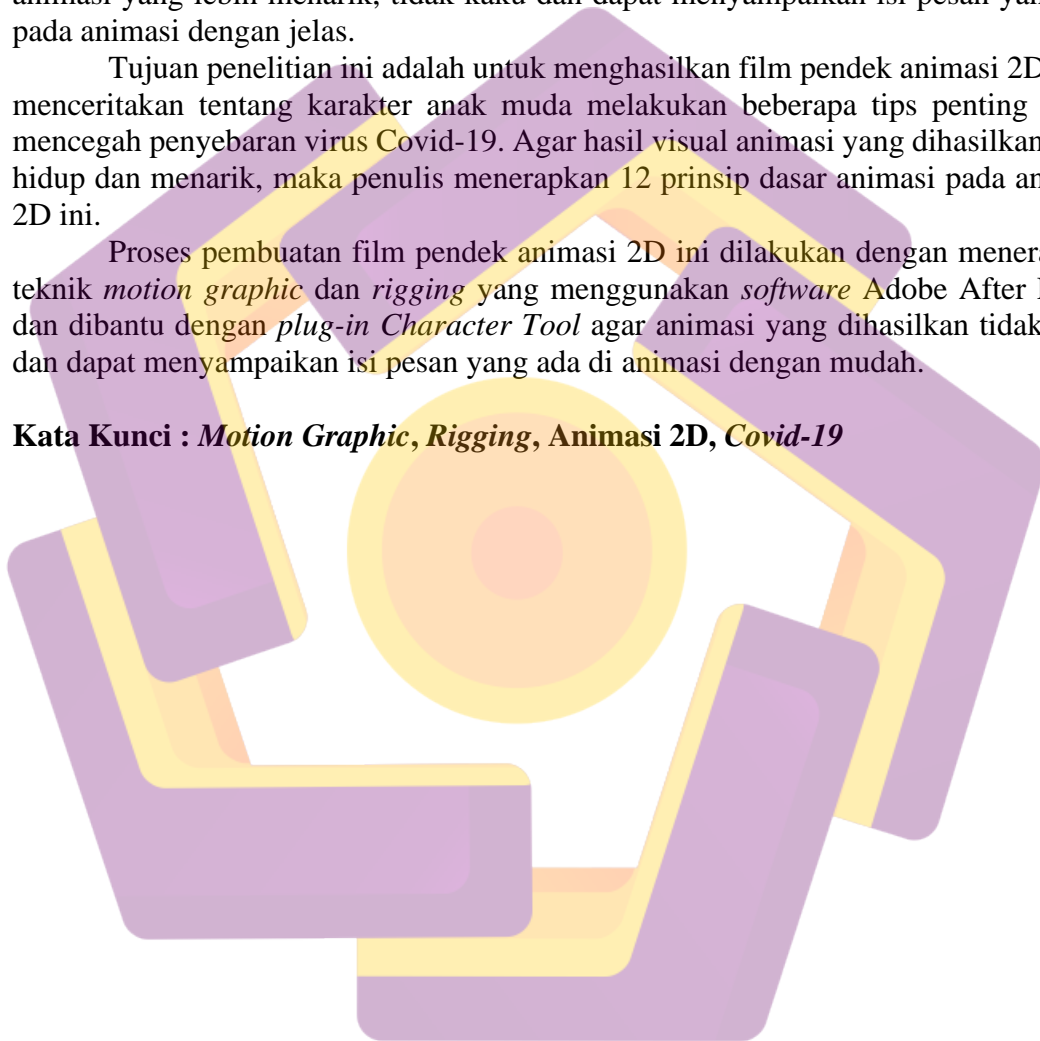 animasi yang lebih menarik, tidak kaku dan dapat menyampaikan isi pesan
pada animasi dengan jelas.
Tujuan penelitian ini adalah untuk menghasilkan film pendek animasi 2D
menceritakan tentang karakter anak muda melakukan beberapa tips penting
mencegah penyebaran virus Covid-19. Agar hasil visual animasi yang dihasilkan
hidup dan menarik, maka penulis menerapkan 12 prinsip dasar animasi pada
2D ini.
Proses pembuatan film pendek animasi 2D ini dilakukan dengan
teknik motion graphic dan rigging yang menggunakan software Adobe After
dan dibantu dengan plug-in Character Tool agar animasi yang dihasilkan tidak
dan dapat menyampaikan isi pesan yang ada di animasi dengan mudah.
Kata Kunci : Motion Graphic, Rigging, Animasi 2D, Covid-19